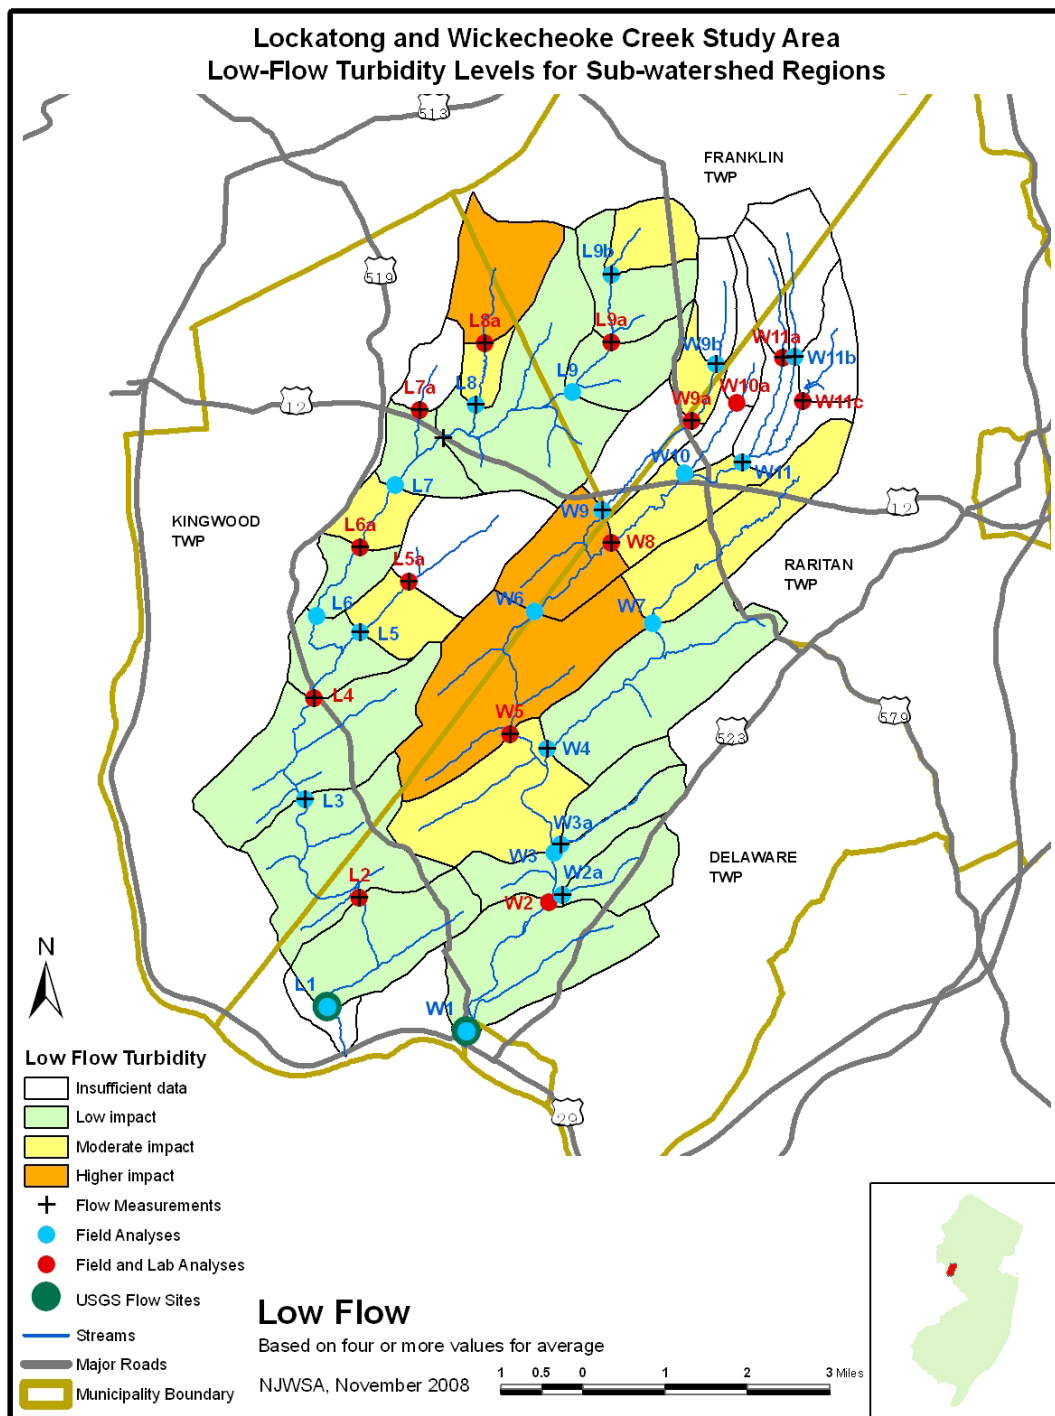 Lockatong and Wickecheoke Creek Study Area
Low-Flow Turbidity Levels for Sub-watershed Regions
513
FRANKLIN
TWP
519
L9b
L8a
L9a
W11a
W9b
W11b
L7a
L8
L9
W10a
W11c
12
W9a
W10
W11
L7
12
KINGWOOD
TWP
W9
L6a
W8
L5a
RARITAN
TWP
L6
W6
W7
L5
L4
W5
579
523
W4
L3
W3a
W3
DELAWARE
TWP
L2
W2a
W2
N
L1
W1
29
Low Flow Turbidity
Insufficient data
Low impact
Moderate impact
Higher impact
Flow Measurements
Field Analyses
Field and Lab Analyses
USGS Flow Sites
Streams
Major Roads
Municipality Boundary
Low Flow
Based on four or more values for average
NJWSA, November 2008
1 0.5 0 1 2 3 Miles